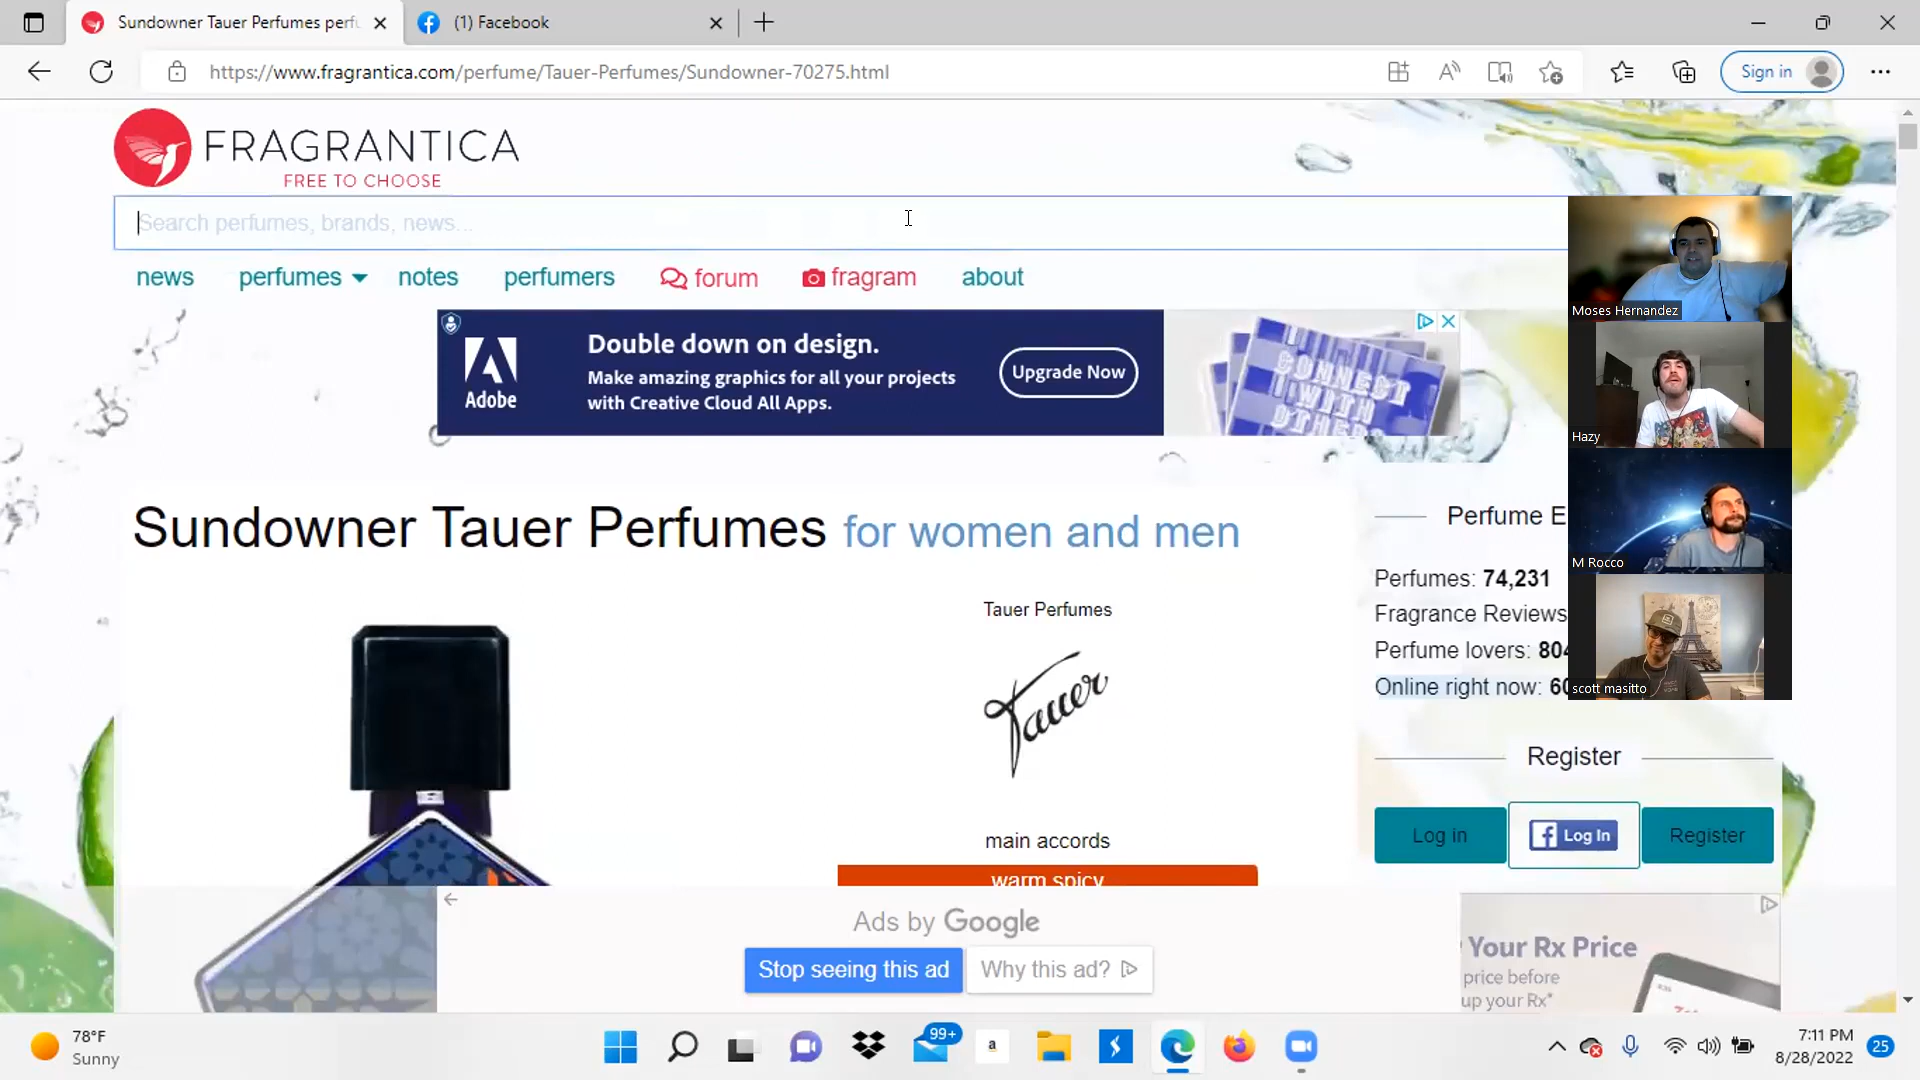 Sundowner Tauer Perfumes perfu
(1) Facebook
https://www.fragrantica.com/perfume/Tauer-Perfumes/Sundowner-70275.html
Sign in
FRAGRANTICA
FREE TO CHOOSE
Search perfumes, brands, news...
news
perfumes
notes
perfumers
forum
fragram
about
Adobe
Double down on design.
Make amazing graphics for all your projects
with Creative Cloud All Apps.
Upgrade Now
CONNECT
WITH
OTHERS
Moses Hernandez
Hazy
M Rocco
scott masitto
Sundowner Tauer Perfumes for women and men
Tauer Perfumes
Tauer
main accords
warm spicy
Perfume E
Perfumes: 74,231
Fragrance Reviews
Perfume lovers: 804
Online right now: 60
Register
Log in
Log In
Register
Ads by Google
Stop seeing this ad
Why this ad?
Your Rx Price
price before
up your Rx*
78°F
Sunny
99+
a
7:11 PM
8/28/2022
25